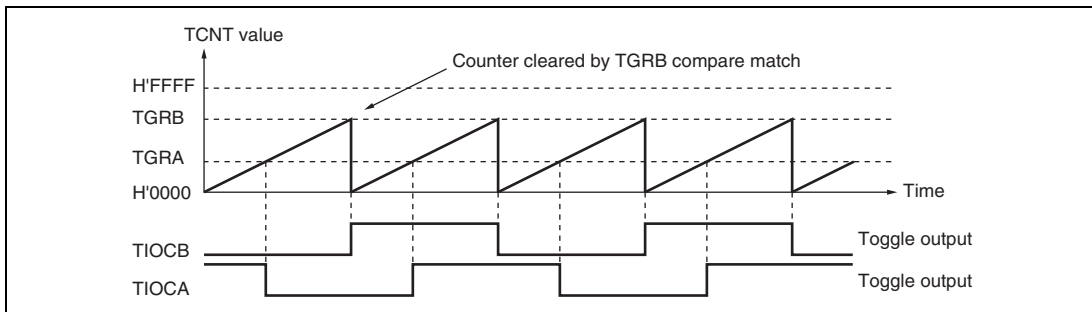 TCNT value
Counter cleared by TGRB compare match
H'FFFF
TGRB
TGRA
H'0000
Time
TIOCB
Toggle output
TIOCA
Toggle output